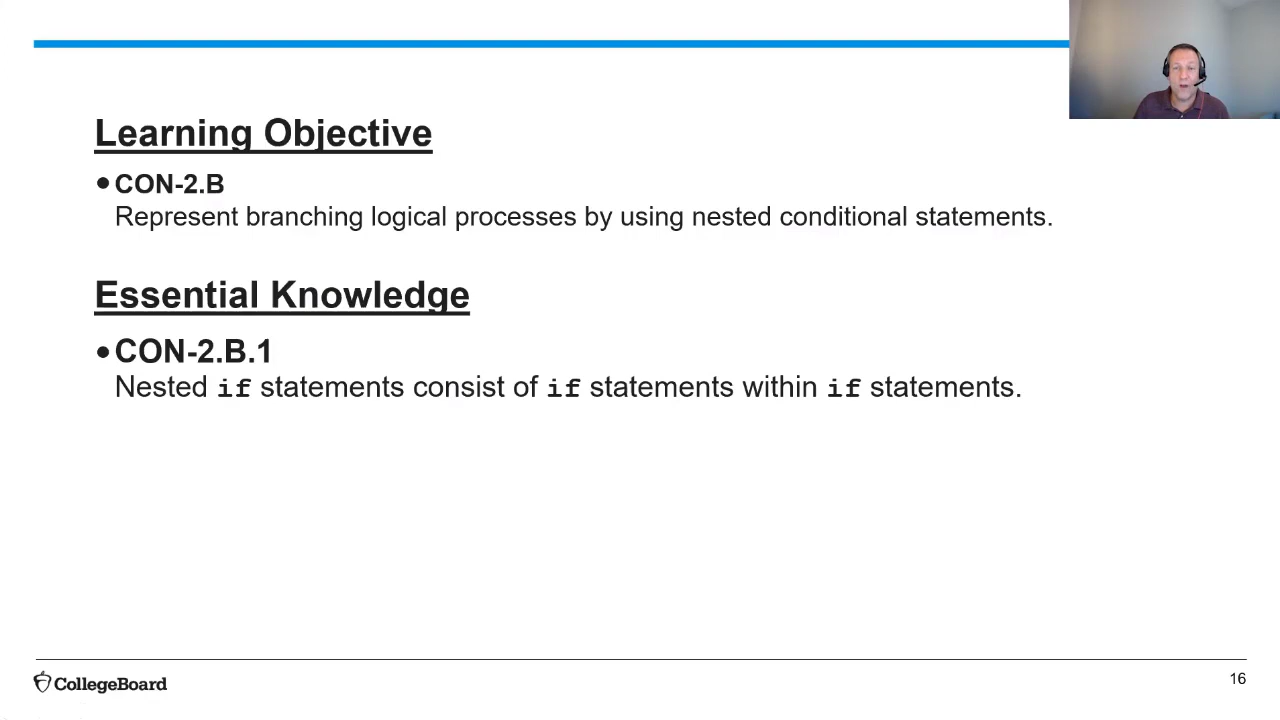 Learning Objective
• CON-2.B
Represent branching logical processes by using nested conditional statements.
Essential Knowledge
• CON-2.B.1
Nested if statements consist of if statements within if statements.
CollegeBoard
16